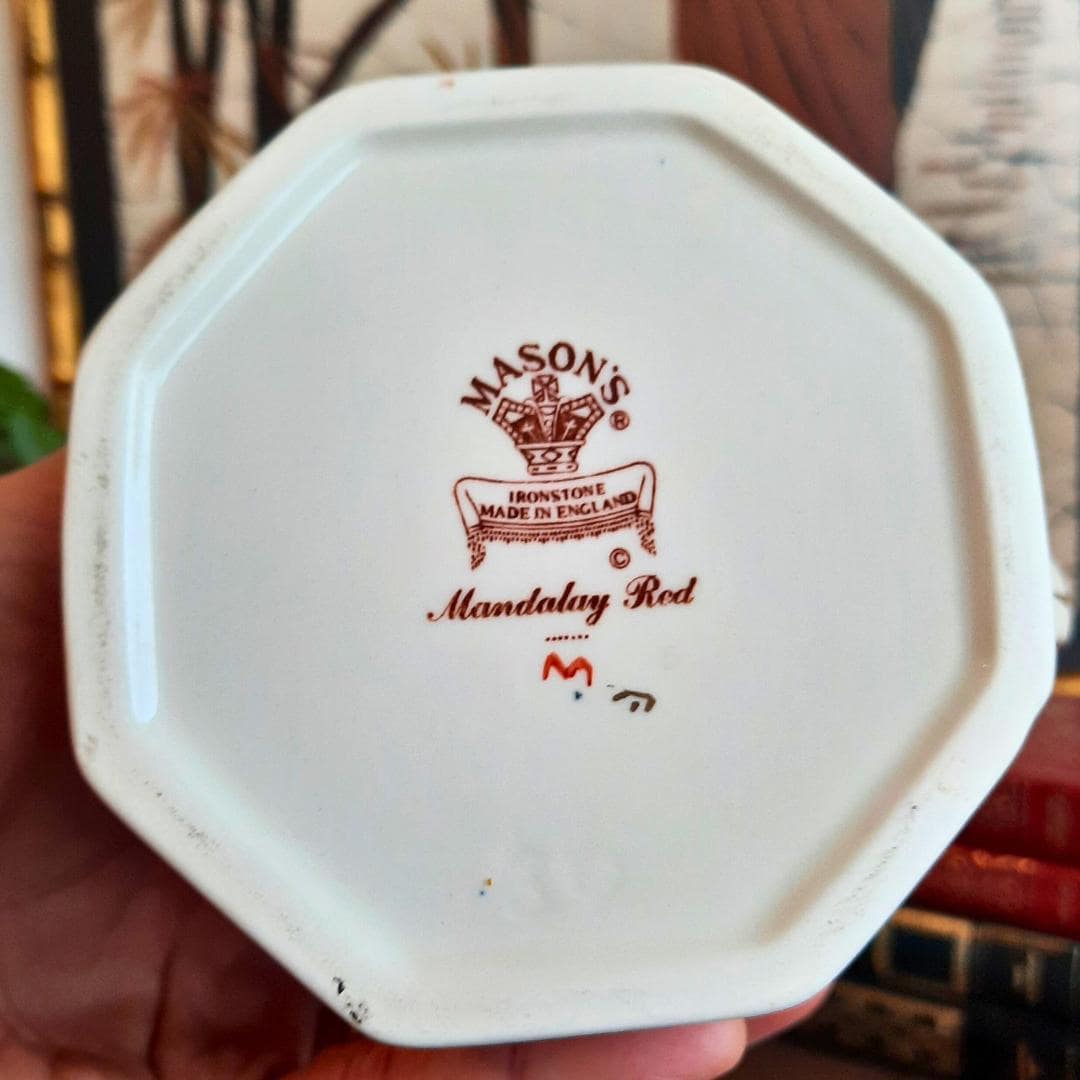 MASON'S ®
IRONSTONE
MADE IN ENGLAND
©
Mandalay Red
M